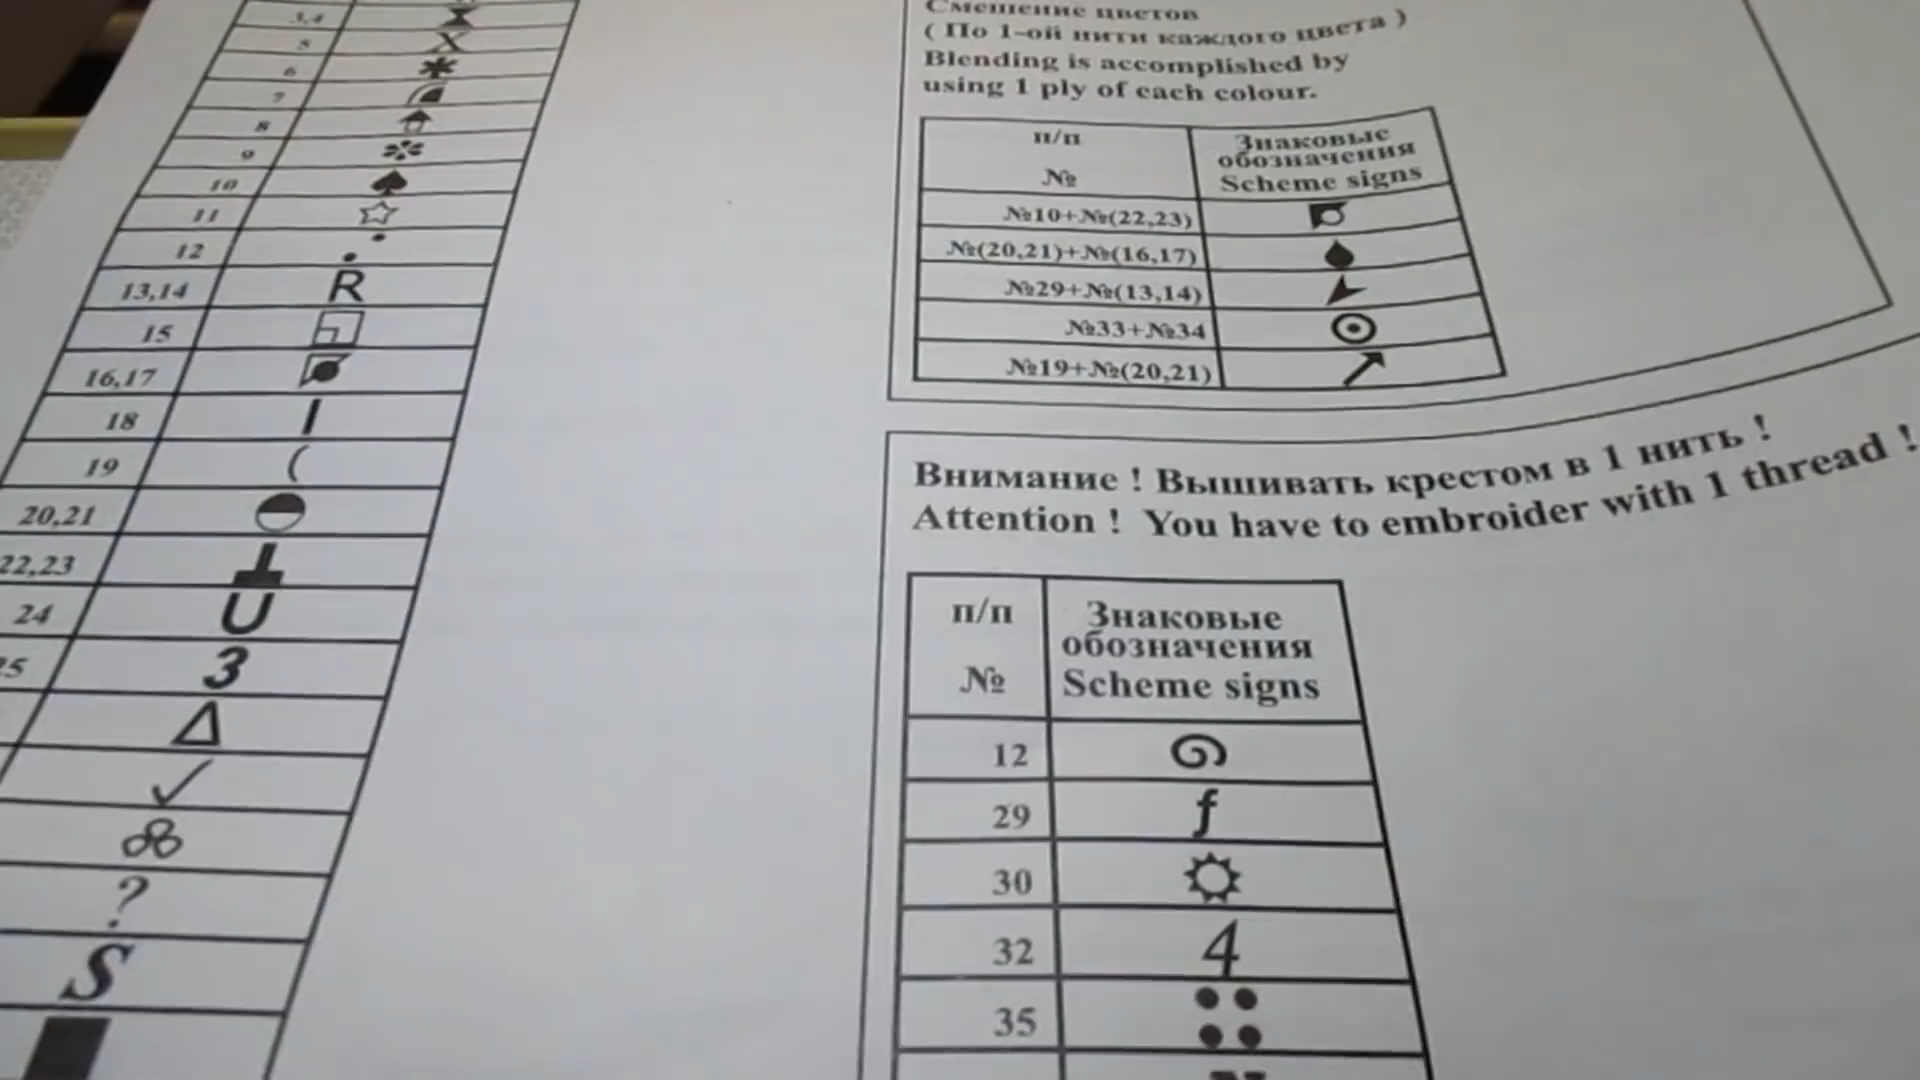 3,4
5 X
6
7
8
9
10
11
12
13,14 R
15
16,17
18 I
19 (
20,21
22,23
24 U
25 3
Δ
✓
?
S
Смешение цветов
( По 1-ой нити каждого цвета )
Blending is accomplished by
using 1 ply of each colour.
п/п
№
Знаковые
обозначения
Scheme signs
№10+№(22,23)
№(20,21)+№(16,17)
№29+№(13,14)
№33+№34
№19+№(20,21)
Внимание ! Вышивать крестом в 1 нить !
Attention ! You have to embroider with 1 thread !
п/п
№
Знаковые
обозначения
Scheme signs
12
29 f
30
32 4
35